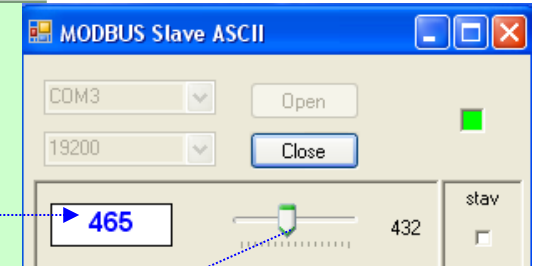 MODBUS Slave ASCII
COM3
Open
19200
Close
465
432
stav